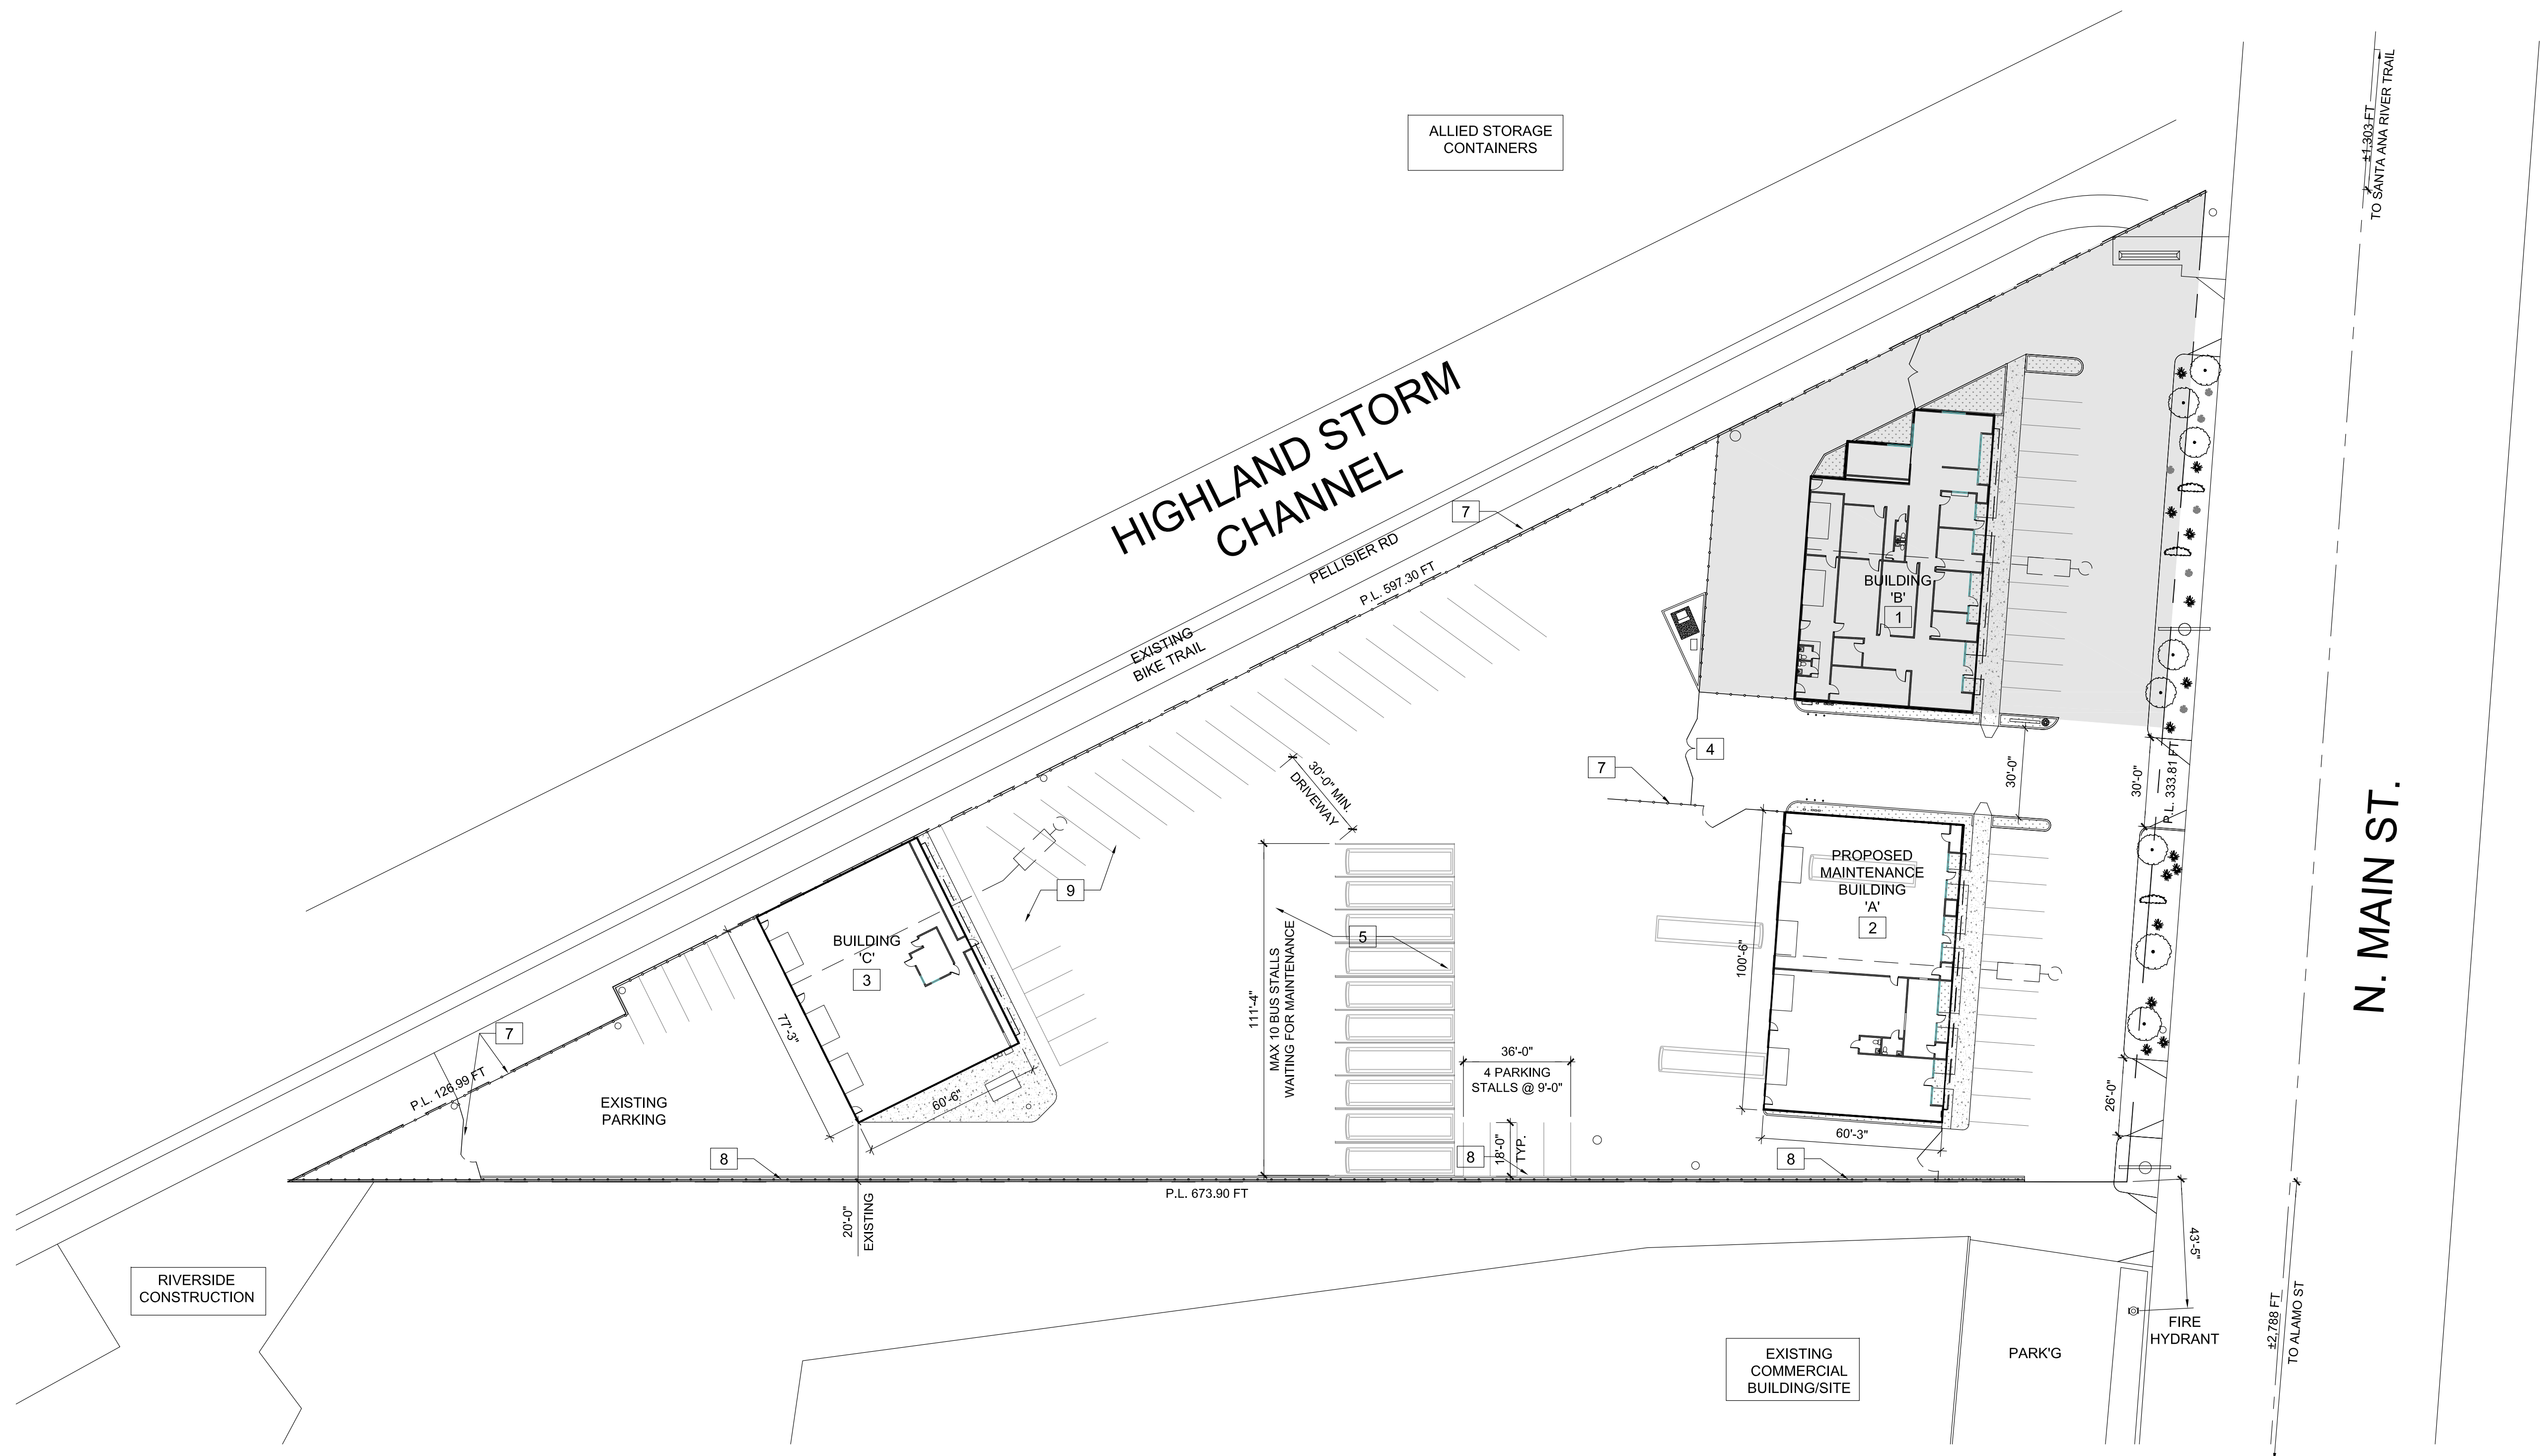 ±1,303 FT
TO SANTA ANA RIVER TRAIL
ALLIED STORAGE
CONTAINERS
HIGHLAND STORM
CHANNEL
7
PELLISIER RD
P.L. 597.30 FT
EXISTING
BIKE TRAIL
BUILDING
'B'
1
4
7
30'-0"
30'-0"
P.L. 333.81 FT
30'-0" MIN.
DRIVEWAY
N. MAIN ST.
PROPOSED
MAINTENANCE
BUILDING
'A'
2
9
5
BUILDING
'C'
3
100'-6"
111'-4"
MAX 10 BUS STALLS
WAITING FOR MAINTENANCE
77'-3"
7
36'-0"
4 PARKING
STALLS @ 9'-0"
P.L. 126.99 FT
EXISTING
PARKING
60'-6"
26'-0"
60'-3"
18'-0"
TYP.
8
8
8
P.L. 673.90 FT
20'-0"
EXISTING
43'-5"
RIVERSIDE
CONSTRUCTION
FIRE
HYDRANT
±2,788 FT
TO ALAMO ST
EXISTING
COMMERCIAL
BUILDING/SITE
PARK'G